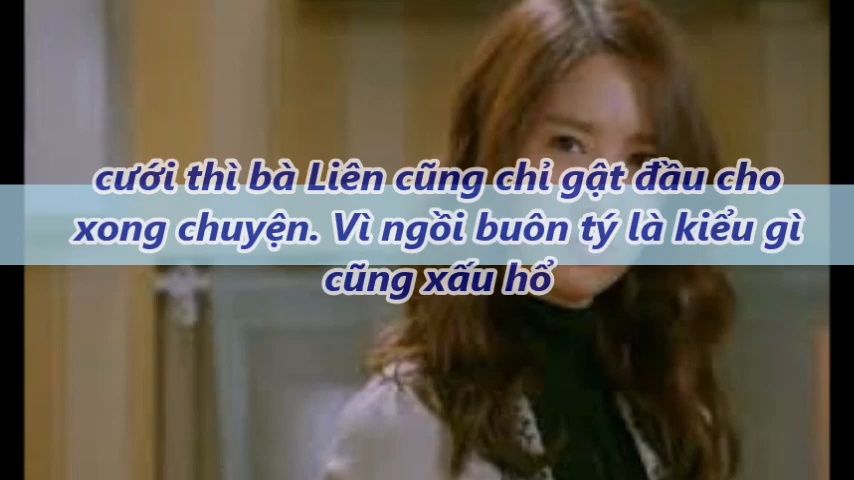 cưới thì bà Liên cũng chỉ gật đầu cho
xong chuyện. Vì ngồi buôn tý là kiểu gì
cũng xấu hổ